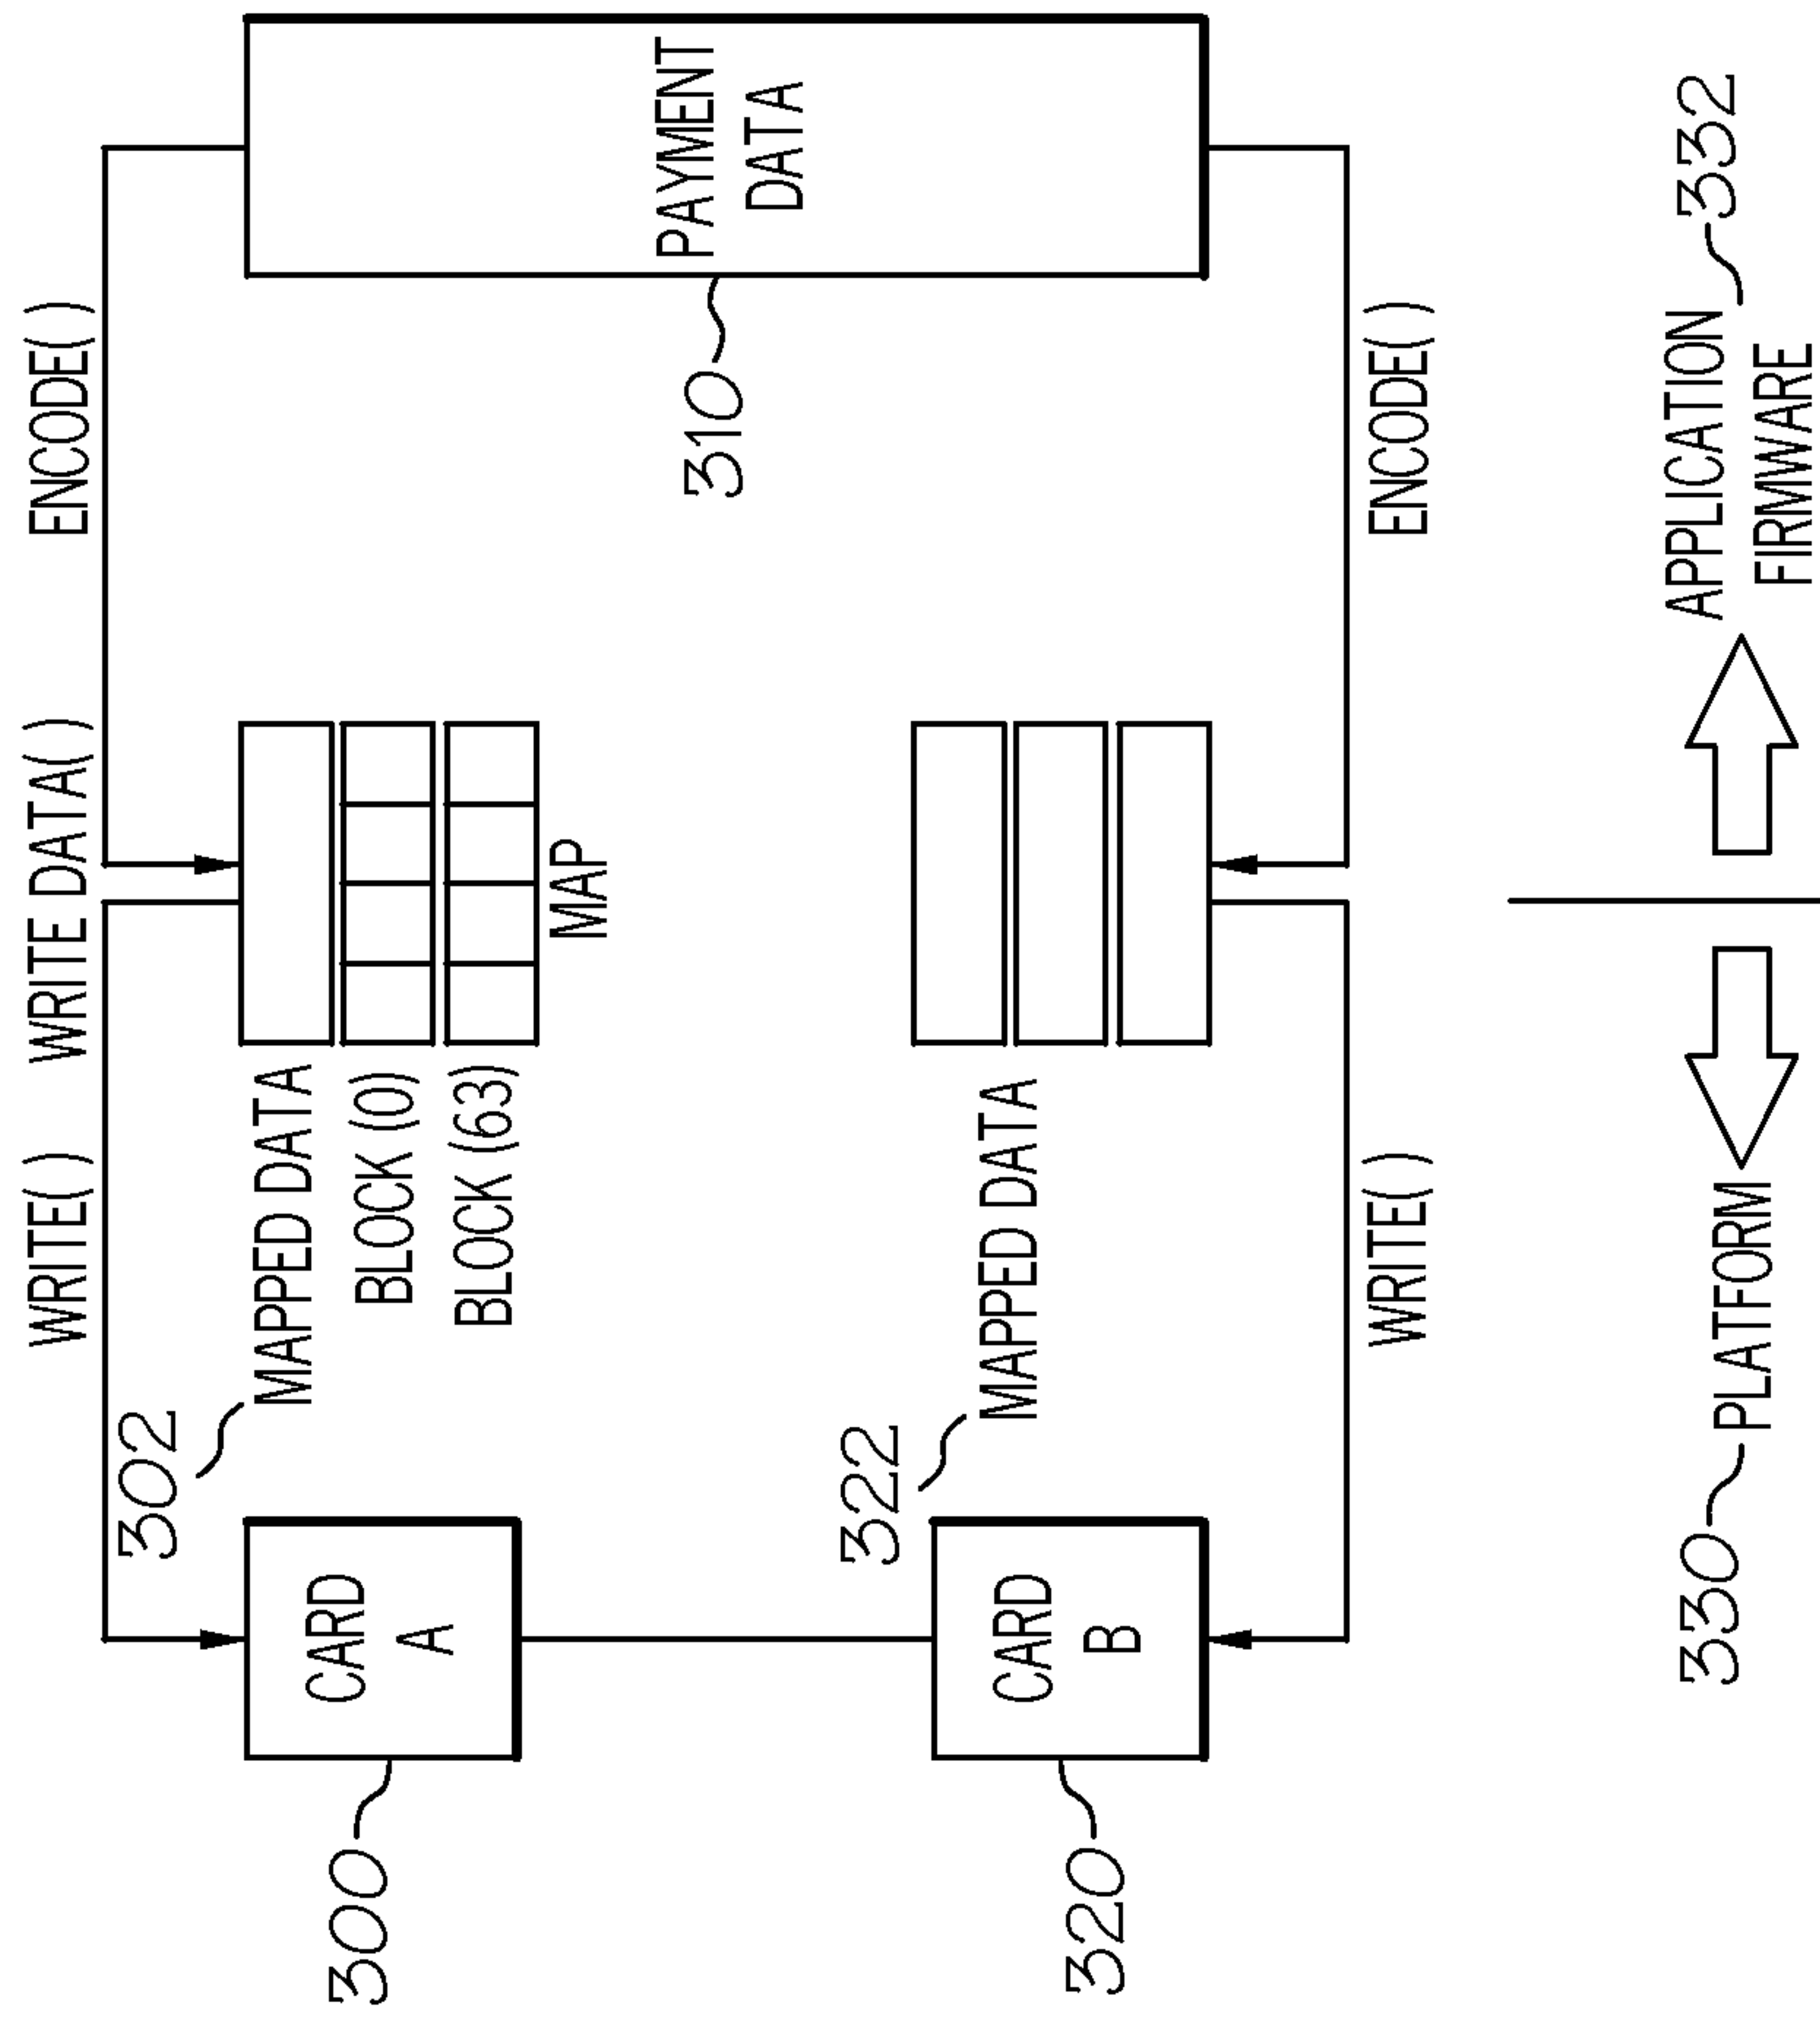 WRITE( )
WRITE DATA( )
ENCODE( )
302
MAPPED DATA
BLOCK (0)
BLOCK (63)
MAP
300
CARD
A
PAYMENT
DATA
310
322
MAPPED DATA
320
CARD
B
WRITE( )
ENCODE( )
330
PLATFORM
APPLICATION
FIRMWARE
332